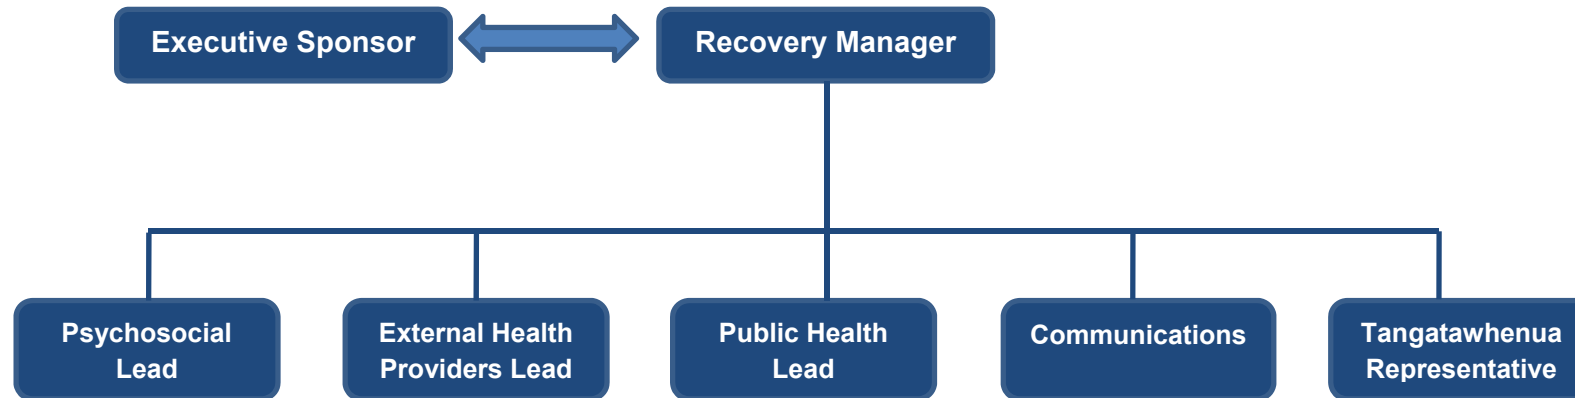 Executive Sponsor
Recovery Manager
Psychosocial
Lead
External Health
Providers Lead
Public Health
Lead
Communications
Tangatawhenua
Representative